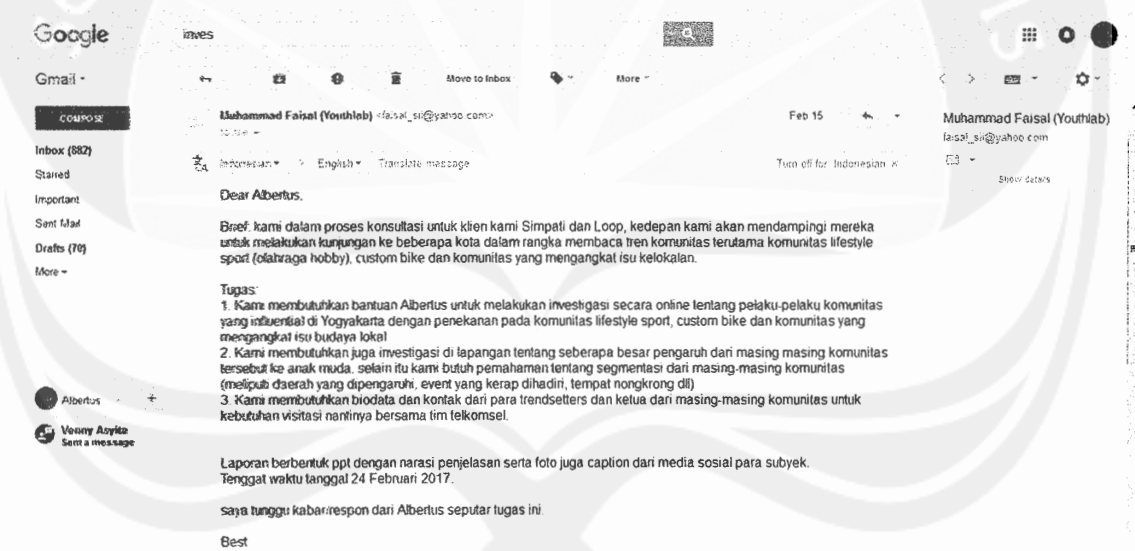 Google
inves
Gmail
Move to Inbox
More
COMPOSE
Muhammad Faisal (Youthlab) <faisal_sil@yahoo.com>
Feb 15
Muhammad Faisal (Youthlab)
faisal_sil@yahoo.com
Show details
Inbox (882)
Starred
Important
Sent Mail
Drafts (70)
More
Indonesian > English Translate message
Turn off for: Indonesian x
Dear Albertus,
Brief: kami dalam proses konsultasi untuk klien kami Simpati dan Loop, kedepan kami akan mendampingi mereka
untuk melakukan kunjungan ke beberapa kota dalam rangka membaca tren komunitas terutama komunitas lifestyle
sport (olahraga hobby), custom bike dan komunitas yang mengangkat isu kelokalan.
Tugas:
1. Kami membutuhkan bantuan Albertus untuk melakukan investigasi secara online tentang pelaku-pelaku komunitas
yang influential di Yogyakarta dengan penekanan pada komunitas lifestyle sport, custom bike dan komunitas yang
mengangkat isu budaya lokal
2. Kami membutuhkan juga investigasi di lapangan tentang seberapa besar pengaruh dari masing masing komunitas
tersebut ke anak muda, selain itu kami butuh pemahaman tentang segmentasi dari masing-masing komunitas
(meliputi daerah yang dipengaruhi, event yang kerap dihadiri, tempat nongkrong dll)
3. Kami membutuhkan biodata dan kontak dari para trendsetters dan ketua dari masing-masing komunitas untuk
kebutuhan visitasi nantinya bersama tim telkomsel.
Albertus +
Venny Asyita
Sent a message
Laporan berbentuk ppt dengan narasi penjelasan serta foto juga caption dari media sosial para subyek.
Tenggat waktu tanggal 24 Februari 2017.
saya tunggu kabar/respon dari Albertus seputar tugas ini.
Best